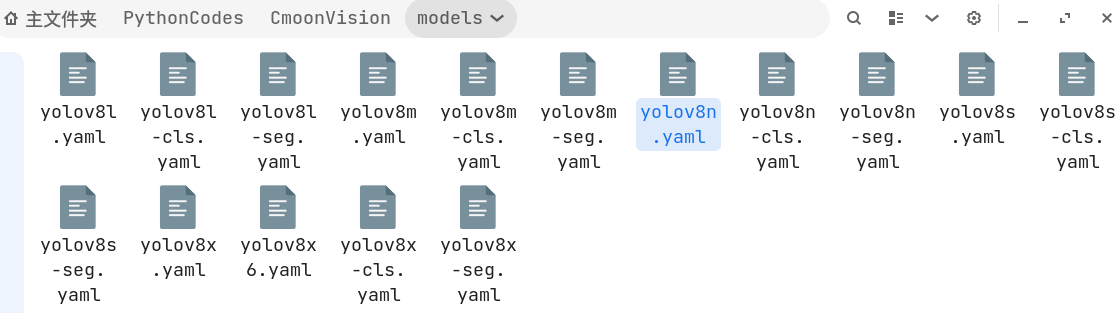 主文件夹 PythonCodes CmoonVision models
yolov8l yolov8l yolov8l yolov8m yolov8m yolov8m yolov8n yolov8n yolov8n yolov8s yolov8s
.yaml -cls. -seg. .yaml -cls. -seg. .yaml -cls. -seg. .yaml -cls.
yaml yaml yaml yaml yaml yaml yaml
yolov8s yolov8x yolov8x yolov8x yolov8x
-seg. .yaml 6.yaml -cls. -seg.
yaml yaml yaml